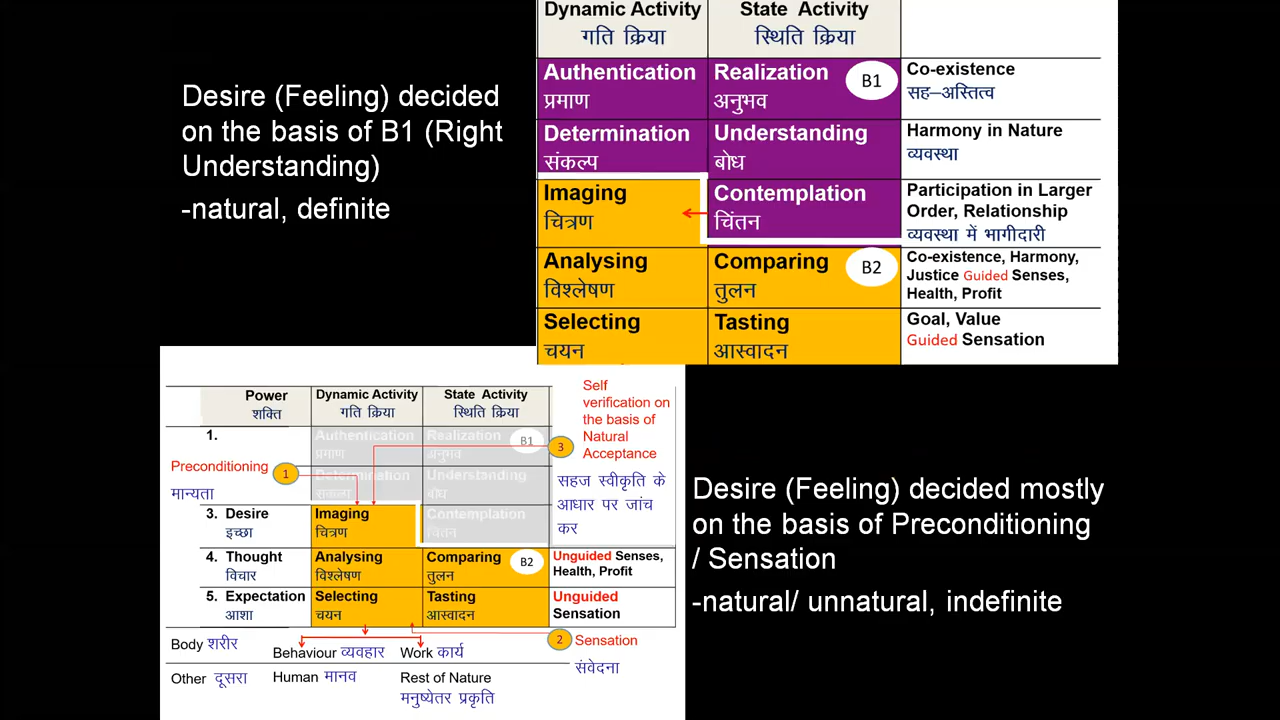 Desire (Feeling) decided
on the basis of B1 (Right
Understanding)
-natural, definite
Dynamic Activity State Activity
गति क्रिया स्थिति क्रिया
Authentication Realization B1 Co-existence
प्रमाण अनुभव सह–अस्तित्व
Determination Understanding Harmony in Nature
संकल्प बोध व्यवस्था
Imaging Contemplation Participation in Larger
Order, Relationship
चित्रण चिंतन व्यवस्था में भागीदारी
Analysing Comparing B2 Co-existence, Harmony,
Justice Guided Senses,
विश्लेषण तुलन Health, Profit
Selecting Tasting Goal, Value
Guided Sensation
चयन आस्वादन
Power Dynamic Activity State Activity
शक्ति गति क्रिया स्थिति क्रिया
Self
verification on
the basis of
Natural
Acceptance
सहज स्वीकृति के
आधार पर जांच
कर
1. Authentication Realization B1 3
प्रमाण अनुभव
Preconditioning 1
मान्यता
Determination Understanding
संकल्प बोध
3. Desire Imaging Contemplation
इच्छा चित्रण चिंतन
4. Thought Analysing Comparing B2 Unguided Senses,
विचार विश्लेषण तुलन Health, Profit
5. Expectation Selecting Tasting Unguided
आशा चयन आस्वादन Sensation
Body शरीर Behaviour व्यवहार Work कार्य 2 Sensation
संवेदना
Other दूसरा Human मानव Rest of Nature
मनुष्येतर प्रकृति
Desire (Feeling) decided mostly
on the basis of Preconditioning
/ Sensation
-natural/ unnatural, indefinite